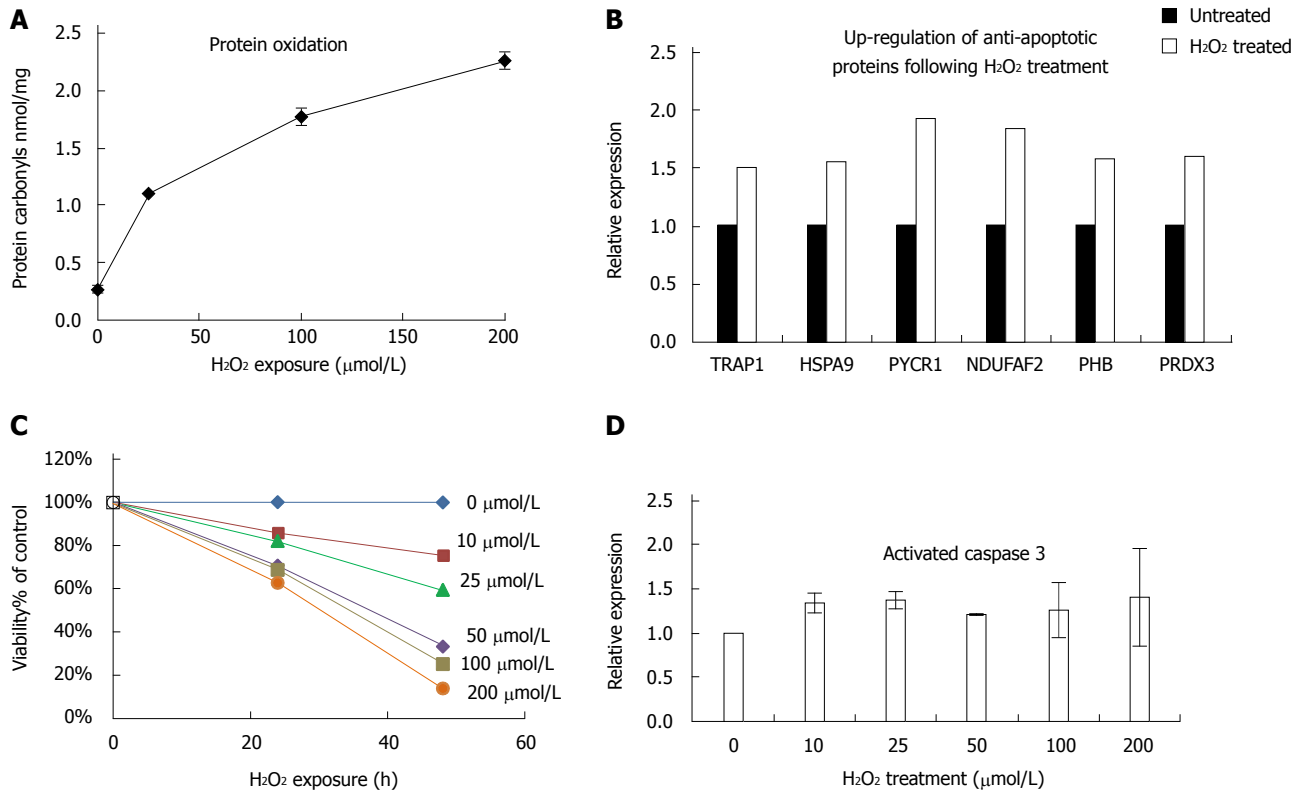 A
Protein oxidation
2.5
2.0
1.5
1.0
0.5
0.0
Protein carbonyls nmol/mg
0 50 100 150 200
H₂O₂ exposure (μmol/L)
B
Untreated
H₂O₂ treated
Up-regulation of anti-apoptotic
proteins following H₂O₂ treatment
2.5
2.0
1.5
1.0
0.5
0.0
Relative expression
TRAP1 HSPA9 PYCR1 NDUFAF2 PHB PRDX3
C
120%
100%
80%
60%
40%
20%
0%
Viability% of control
0 μmol/L
10 μmol/L
25 μmol/L
50 μmol/L
100 μmol/L
200 μmol/L
0 20 40 60
H₂O₂ exposure (h)
D
Activated caspase 3
2.5
2.0
1.5
1.0
0.5
0.0
Relative expression
0 10 25 50 100 200
H₂O₂ treatment (μmol/L)